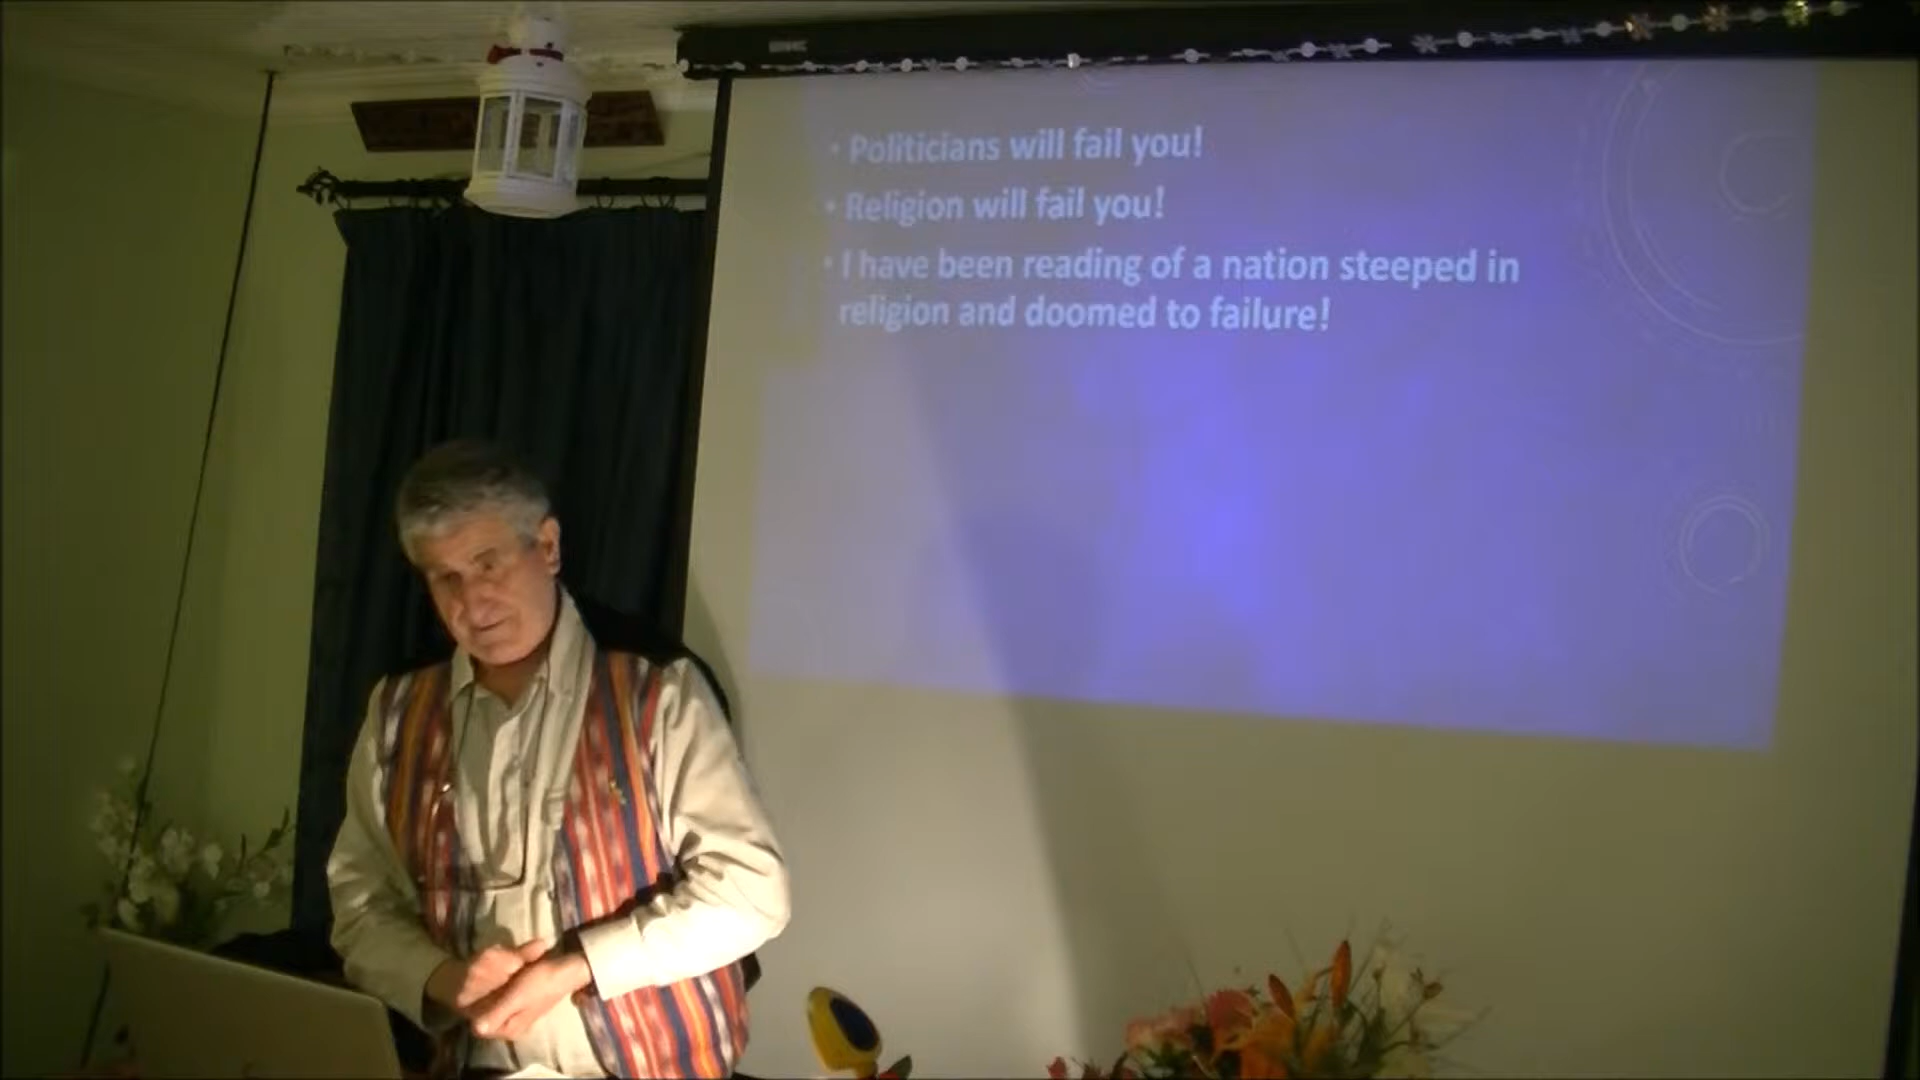 • Politicians will fail you!
• Religion will fail you!
• I have been reading of a nation steeped in
religion and doomed to failure!